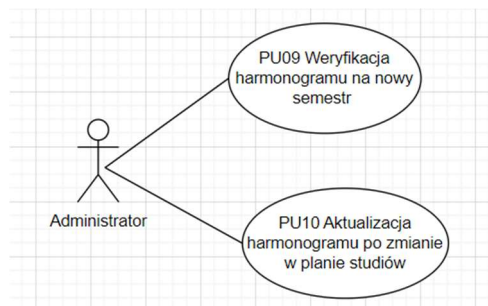 PU09 Weryfikacja
harmonogramu na nowy
semestr
Administrator
PU10 Aktualizacja
harmonogramu po zmianie
w planie studiów